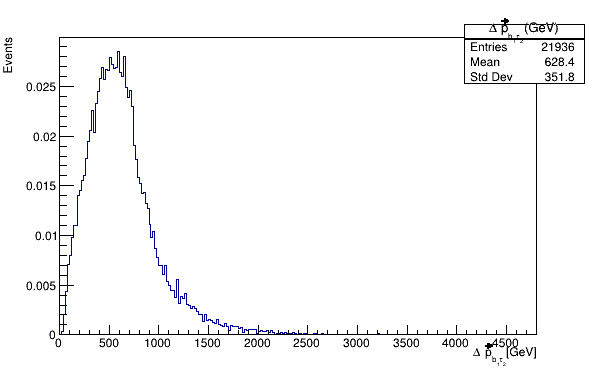 Δ p⃗ b₁τ₂ (GeV)
Entries 21936
Mean 628.4
Std Dev 351.8
Events
0.025
0.02
0.015
0.01
0.005
0
0 500 1000 1500 2000 2500 3000 3500 4000 4500
Δ p⃗ b₁τ₂ [GeV]